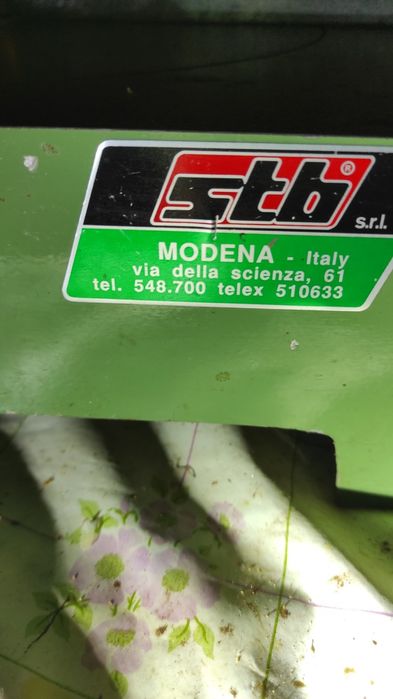 stb®
s.r.l.
MODENA - Italy
via della scienza, 61
tel. 548.700 telex 510633